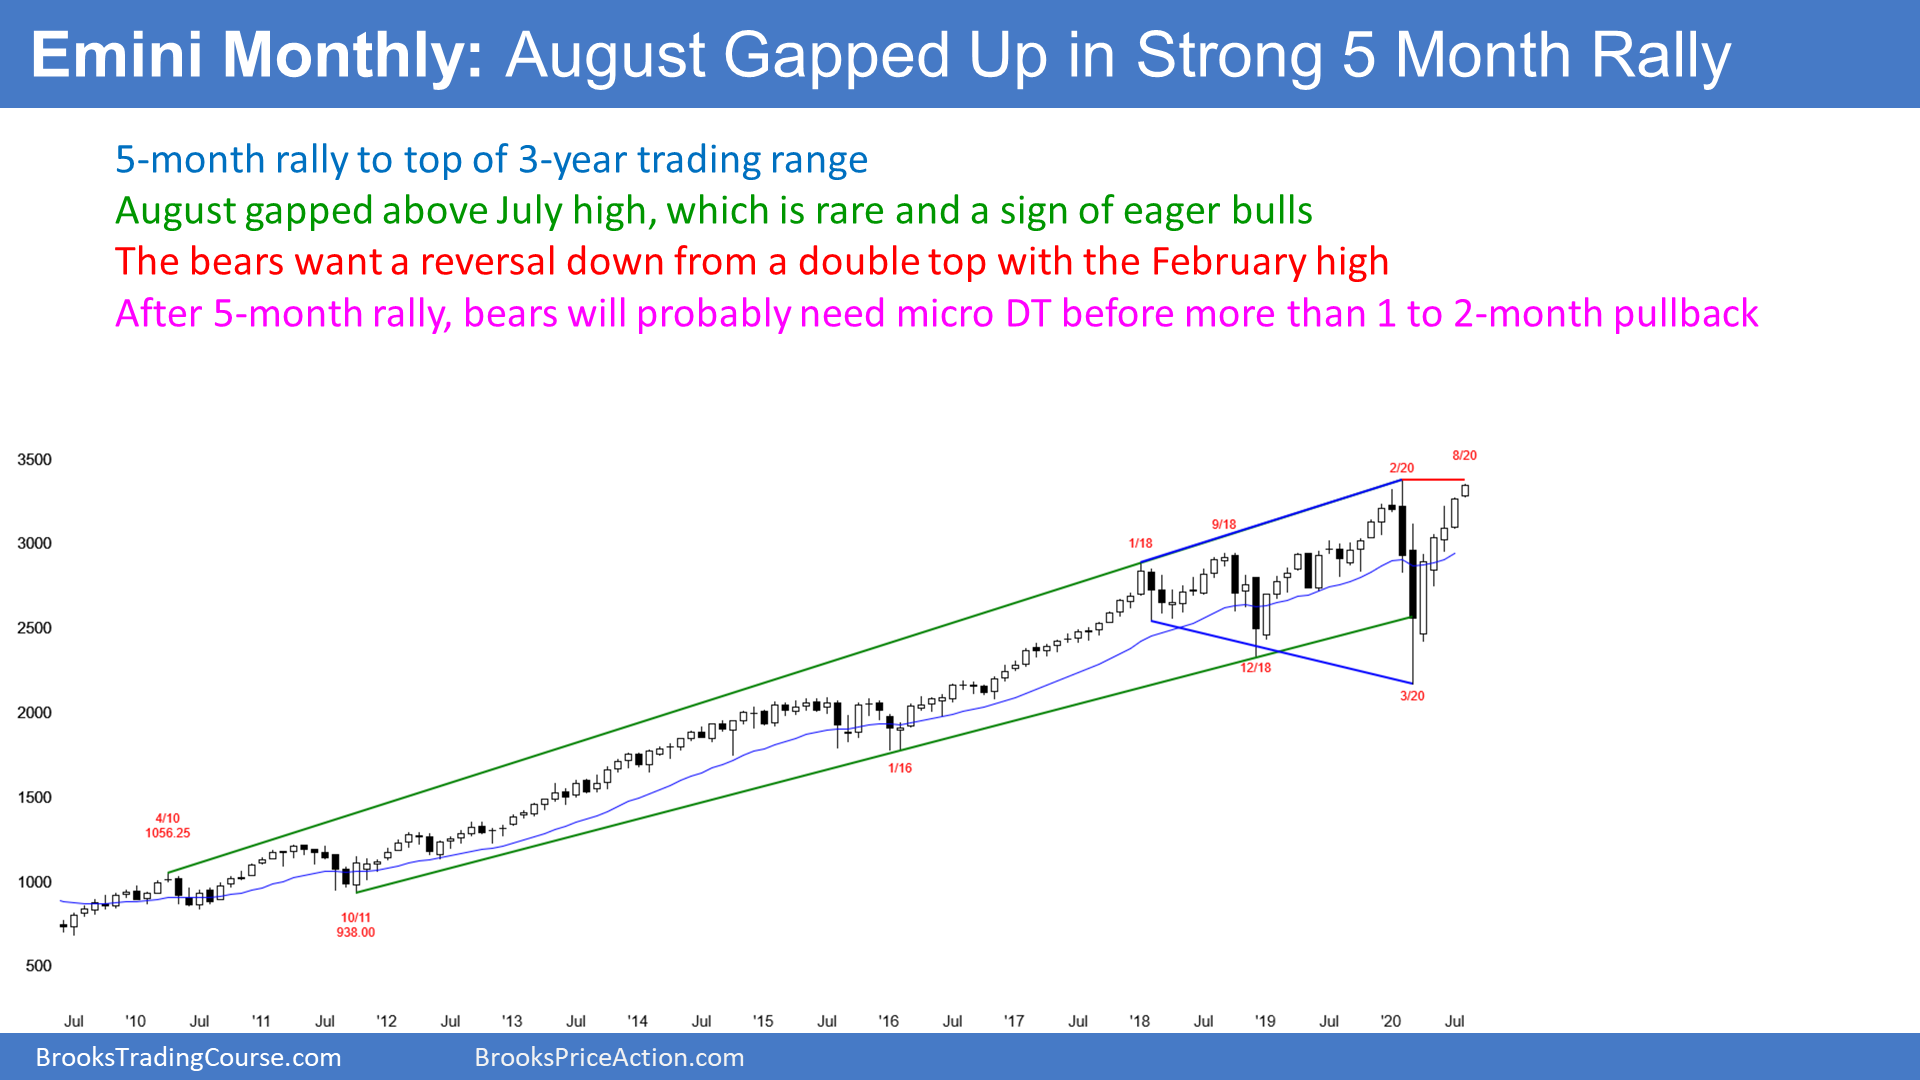 Emini Monthly: August Gapped Up in Strong 5 Month Rally
5-month rally to top of 3-year trading range
August gapped above July high, which is rare and a sign of eager bulls
The bears want a reversal down from a double top with the February high
After 5-month rally, bears will probably need micro DT before more than 1 to 2-month pullback
3500
3000
2500
2000
1500
1000
500
4/10
1056.25
10/11
938.00
1/16
1/18
9/18
12/18
2/20
3/20
8/20
Jul '10 Jul '11 Jul '12 Jul '13 Jul '14 Jul '15 Jul '16 Jul '17 Jul '18 Jul '19 Jul '20 Jul
BrooksTradingCourse.com BrooksPriceAction.com